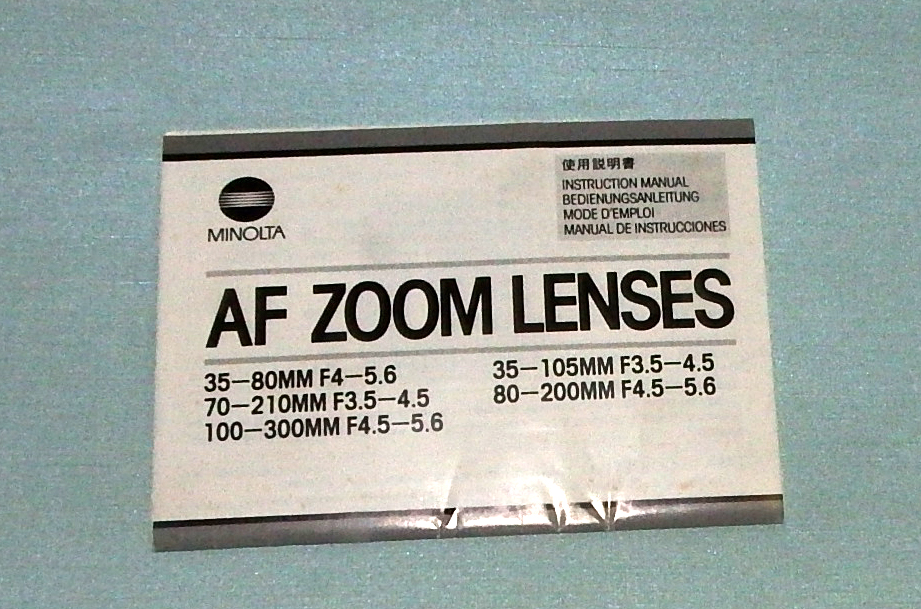 MINOLTA
使用説明書
INSTRUCTION MANUAL
BEDIENUNGSANLEITUNG
MODE D'EMPLOI
MANUAL DE INSTRUCCIONES
AF ZOOM LENSES
35—80MM F4—5.6
70—210MM F3.5—4.5
100—300MM F4.5—5.6
35—105MM F3.5—4.5
80—200MM F4.5—5.6